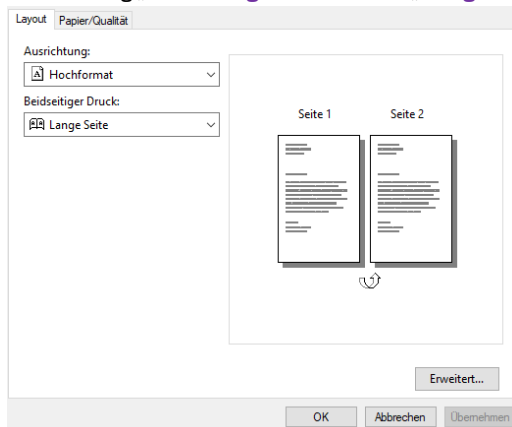 Layout Papier/Qualität
Ausrichtung:
A Hochformat
Beidseitiger Druck:
Lange Seite
Seite 1 Seite 2
Erweitert...
OK Abbrechen Übernehmen